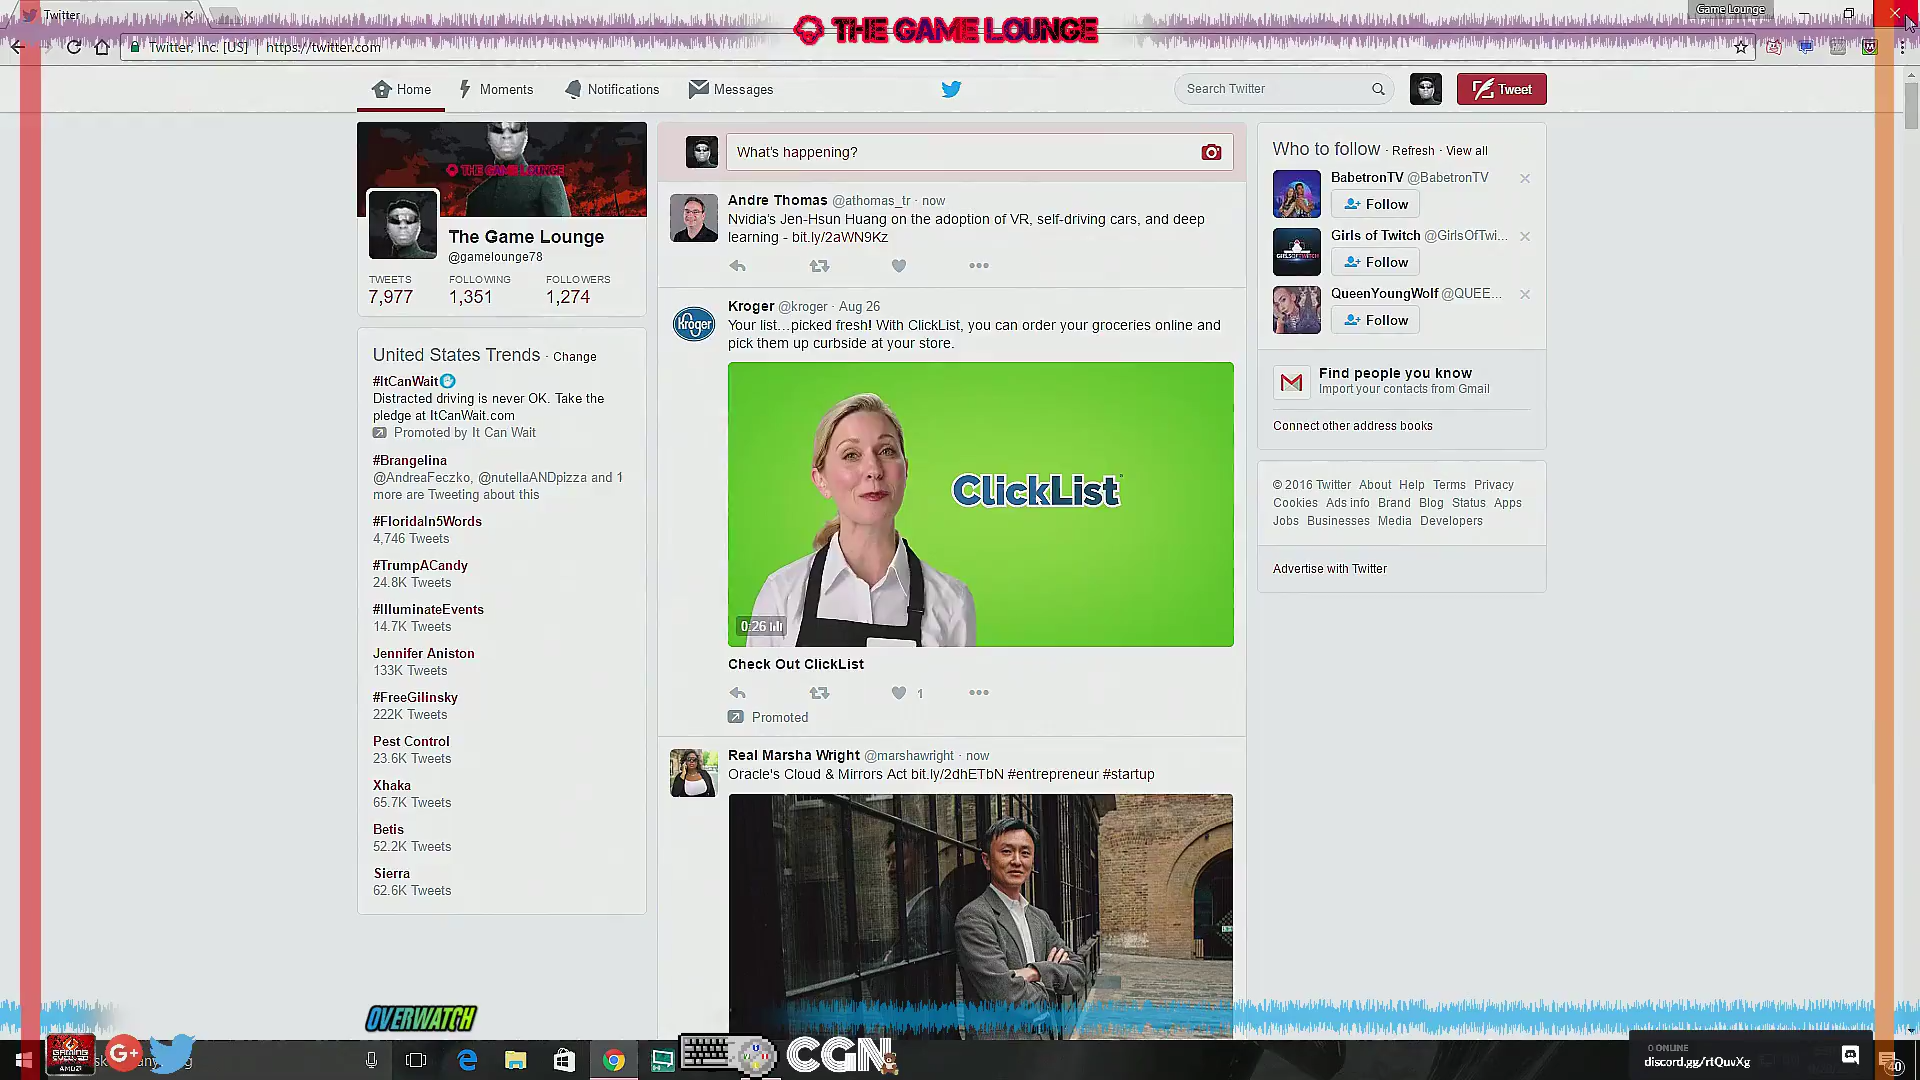 Twitter
Game Lounge
THE GAME LOUNGE
Twitter, Inc. [US] | https://twitter.com
Home
Moments
Notifications
Messages
Search Twitter
Tweet
THE GAME LOUNGE
The Game Lounge
@gamelounge78
TWEETS FOLLOWING FOLLOWERS
7,977 1,351 1,274
United States Trends · Change
#ItCanWait
Distracted driving is never OK. Take the
pledge at ItCanWait.com
Promoted by It Can Wait
#Brangelina
@AndreaFeczko, @nutellaANDpizza and 1
more are Tweeting about this
#FloridaIn5Words
4,746 Tweets
#TrumpACandy
24.8K Tweets
#IlluminateEvents
14.7K Tweets
Jennifer Aniston
133K Tweets
#FreeGilinsky
222K Tweets
Pest Control
23.6K Tweets
Xhaka
65.7K Tweets
Betis
52.2K Tweets
Sierra
62.6K Tweets
What's happening?
Andre Thomas @athomas_tr · now
Nvidia's Jen-Hsun Huang on the adoption of VR, self-driving cars, and deep
learning - bit.ly/2aWN9Kz
Kroger
Kroger @kroger · Aug 26
Your list...picked fresh! With ClickList, you can order your groceries online and
pick them up curbside at your store.
ClickList
0:26
Check Out ClickList
1
Promoted
Real Marsha Wright @marshawright · now
Oracle's Cloud & Mirrors Act bit.ly/2dhETbN #entrepreneur #startup
Who to follow · Refresh · View all
BabetronTV @BabetronTV
Follow
Girls of Twitch @GirlsOfTwi...
Follow
QueenYoungWolf @QUEE...
Follow
Find people you know
Import your contacts from Gmail
Connect other address books
© 2016 Twitter About Help Terms Privacy
Cookies Ads info Brand Blog Status Apps
Jobs Businesses Media Developers
Advertise with Twitter
OVERWATCH
GAMING
EVOLVED
AMD
G+
CGN
0 ONLINE
discord.gg/rtQuvXg
40